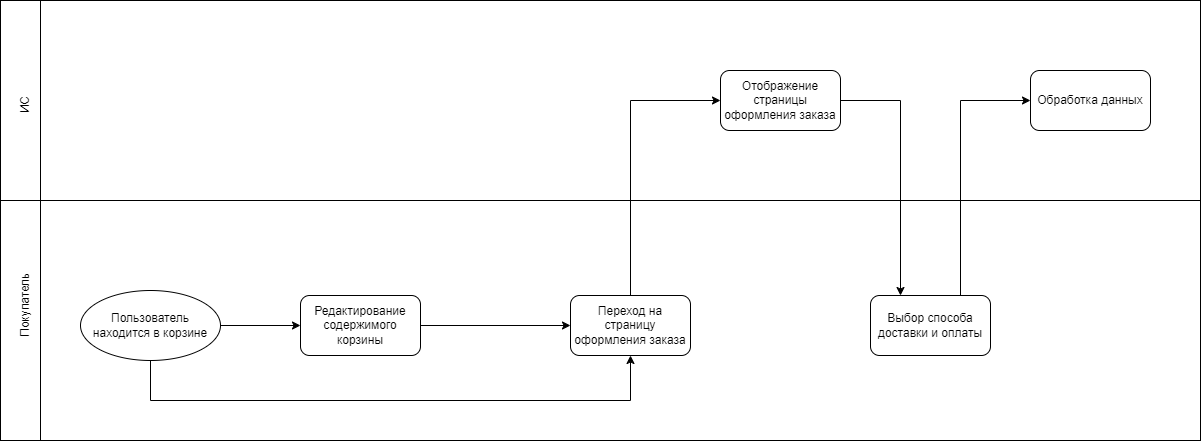 ИС
Отображение
страницы
оформления заказа
Обработка данных
Покупатель
Пользователь
находится в корзине
Редактирование
содержимого
корзины
Переход на
страницу
оформления заказа
Выбор способа
доставки и оплаты